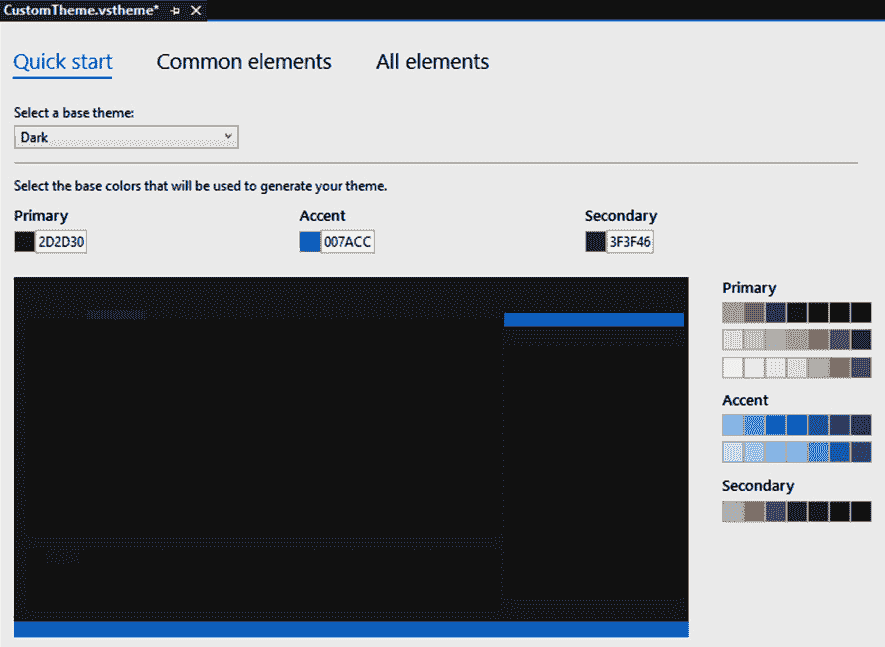 CustomTheme.vstheme*
Quick start Common elements All elements
Select a base theme:
Dark
Select the base colors that will be used to generate your theme.
Primary Accent Secondary
2D2D30 007ACC 3F3F46
Primary
Accent
Secondary